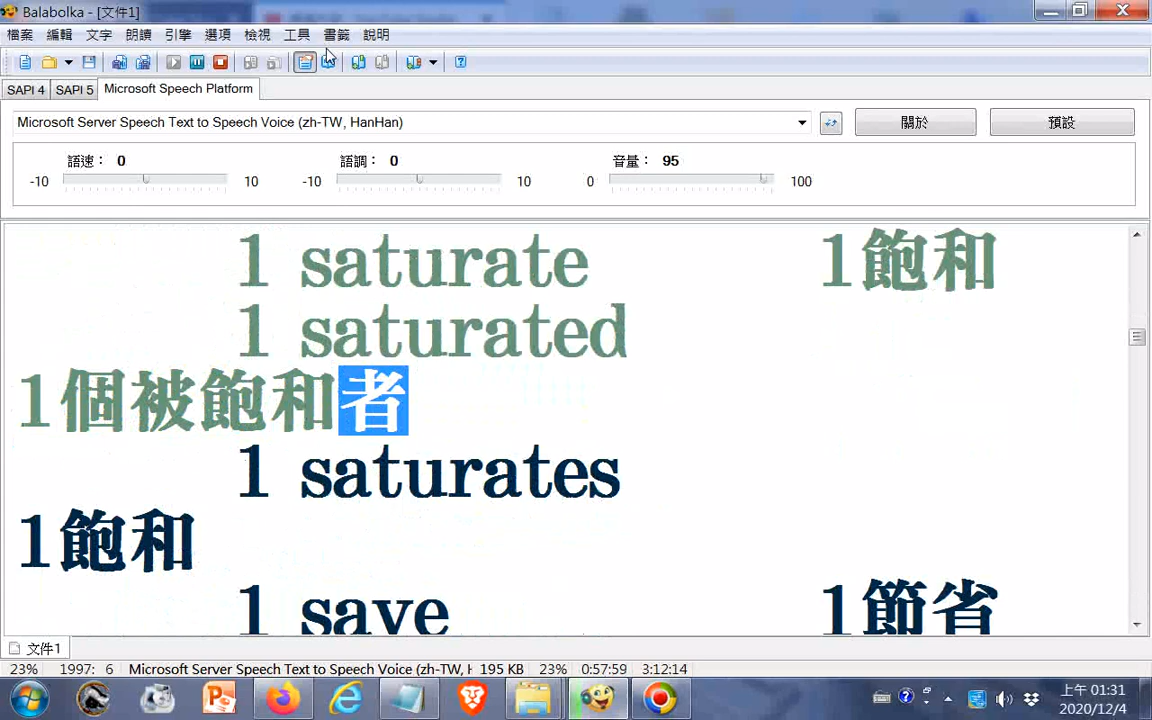 Balabolka - [文件1]
檔案 編輯 文字 朗讀 引擎 選項 檢視 工具 書籤 說明
SAPI 4 SAPI 5 Microsoft Speech Platform
Microsoft Server Speech Text to Speech Voice (zh-TW, HanHan) 關於 預設
語速： 0 語調： 0 音量： 95
-10 10 -10 10 0 100
1 saturate 1飽和
1 saturated
1個被飽和者
1 saturates
1飽和
1 save 1節省
文件1
23% 1997: 6 Microsoft Server Speech Text to Speech Voice (zh-TW, H 195 KB 23% 0:57:59 3:12:14
上午 01:31
2020/12/4